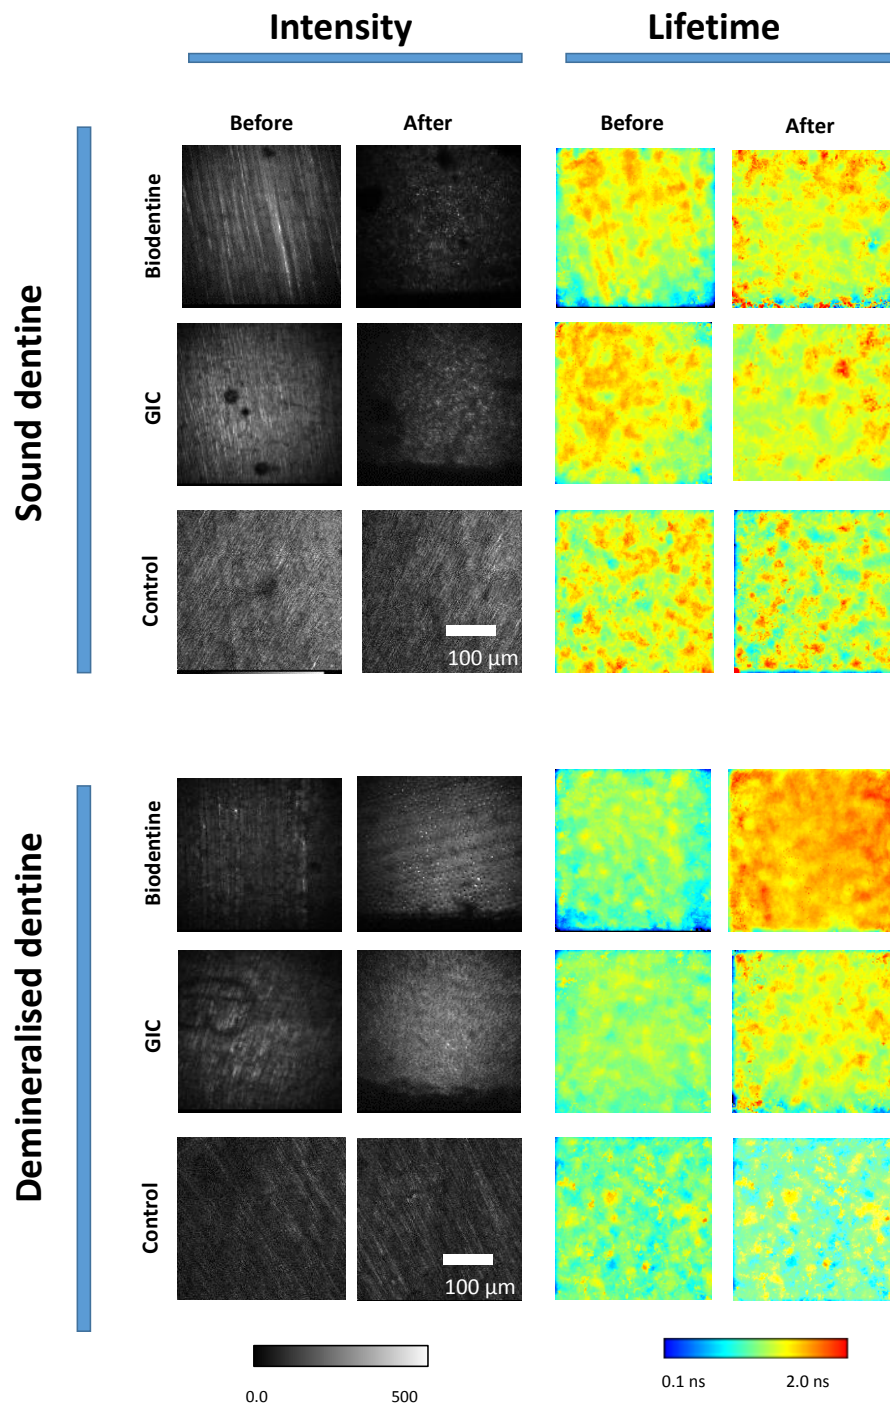 Intensity
Lifetime
Before
After
Before
After
Sound dentine
Biodentine
GIC
Control
100 µm
Demineralised dentine
Biodentine
GIC
Control
100 µm
0.0
500
0.1 ns
2.0 ns